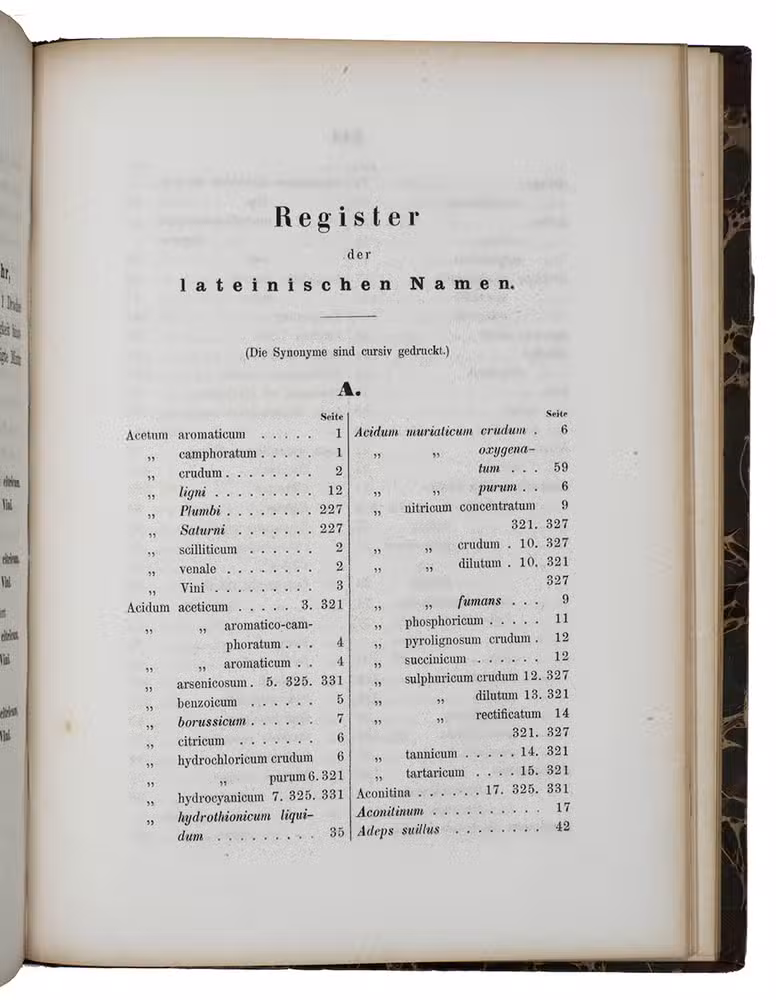 Register
der
lateinischen Namen.
(Die Synonyme sind cursiv gedruckt.)
A.
Seite
Acetum aromaticum . . . . . 1
„ camphoratum . . . . . 1
„ crudum . . . . . . . . 2
„ ligni . . . . . . . . . 12
„ Plumbi . . . . . . . . 227
„ Saturni . . . . . . . 227
„ scilliticum . . . . . . 2
„ venale . . . . . . . . 2
„ Vini . . . . . . . . . 3
Acidum aceticum . . . . . 3. 321
„ „ aromatico-cam-
phoratum . . . 4
„ „ aromaticum . . 4
„ arsenicosum . 5. 325. 331
„ benzoicum . . . . . . 5
„ borussicum . . . . . . 7
„ citricum . . . . . . . 6
„ hydrochloricum crudum 6
„ „ purum 6. 321
„ hydrocyanicum 7. 325. 331
„ hydrothionicum liqui-
dum . . . . . . . . . 35
Seite
Acidum muriaticum crudum . 6
„ „ oxygena-
tum . . . 59
„ „ purum . . 6
„ nitricum concentratum 9
321. 327
„ „ crudum . 10. 327
„ „ dilutum . 10. 321
327
„ „ fumans . . . 9
„ phosphoricum . . . . . 11
„ pyrolignosum crudum . 12
„ succinicum . . . . . . 12
„ sulphuricum crudum 12. 327
„ „ dilutum 13. 321
„ „ rectificatum 14
321. 327
„ tannicum . . . . . 14. 321
„ tartaricum . . . . 15. 321
Aconitina . . . . . . 17. 325. 331
Aconitinum . . . . . . . . . . 17
Adeps suillus . . . . . . . . 42